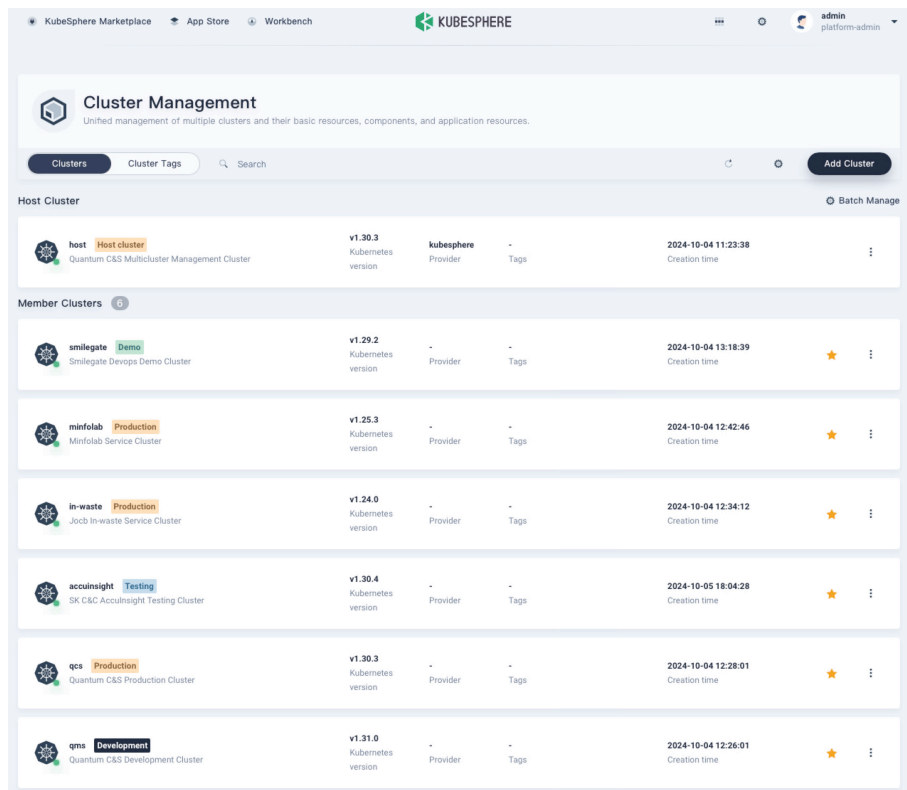 KubeSphere Marketplace App Store Workbench KUBESPHERE admin
platform-admin
Cluster Management
Unified management of multiple clusters and their basic resources, components, and application resources.
Clusters Cluster Tags Search Add Cluster
Host Cluster Batch Manage
host Host cluster v1.30.3 kubesphere - 2024-10-04 11:23:38
Quantum C&S Multicluster Management Cluster Kubernetes version Provider Tags Creation time
Member Clusters 6
smilegate Demo v1.29.2 - - 2024-10-04 13:18:39
Smilegate Devops Demo Cluster Kubernetes version Provider Tags Creation time
minfolab Production v1.25.3 - - 2024-10-04 12:42:46
Minfolab Service Cluster Kubernetes version Provider Tags Creation time
in-waste Production v1.24.0 - - 2024-10-04 12:34:12
Jocb In-waste Service Cluster Kubernetes version Provider Tags Creation time
accuinsight Testing v1.30.4 - - 2024-10-05 18:04:28
SK C&C AccuInsight Testing Cluster Kubernetes version Provider Tags Creation time
qcs Production v1.30.3 - - 2024-10-04 12:28:01
Quantum C&S Production Cluster Kubernetes version Provider Tags Creation time
qms Development v1.31.0 - - 2024-10-04 12:26:01
Quantum C&S Development Cluster Kubernetes version Provider Tags Creation time